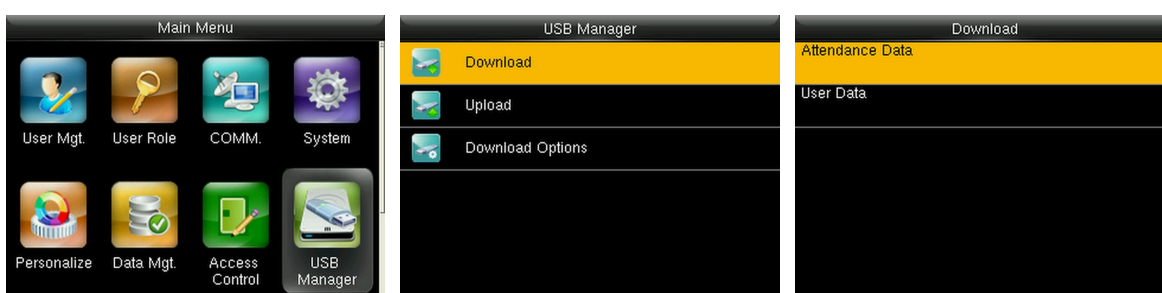 Main Menu
User Mgt.
User Role
COMM.
System
Personalize
Data Mgt.
Access
Control
USB
Manager
USB Manager
Download
Upload
Download Options
Download
Attendance Data
User Data